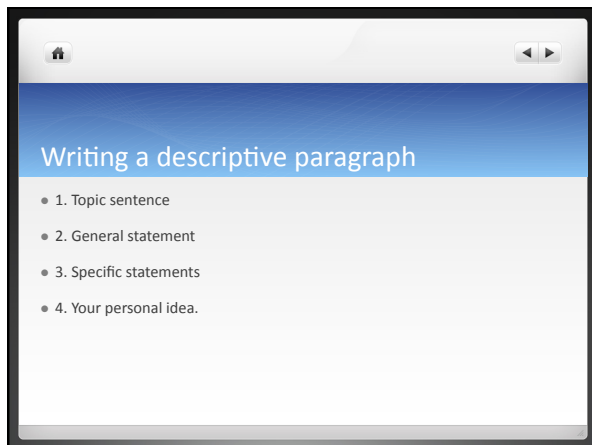 Writing a descriptive paragraph
● 1. Topic sentence
● 2. General statement
● 3. Specific statements
● 4. Your personal idea.